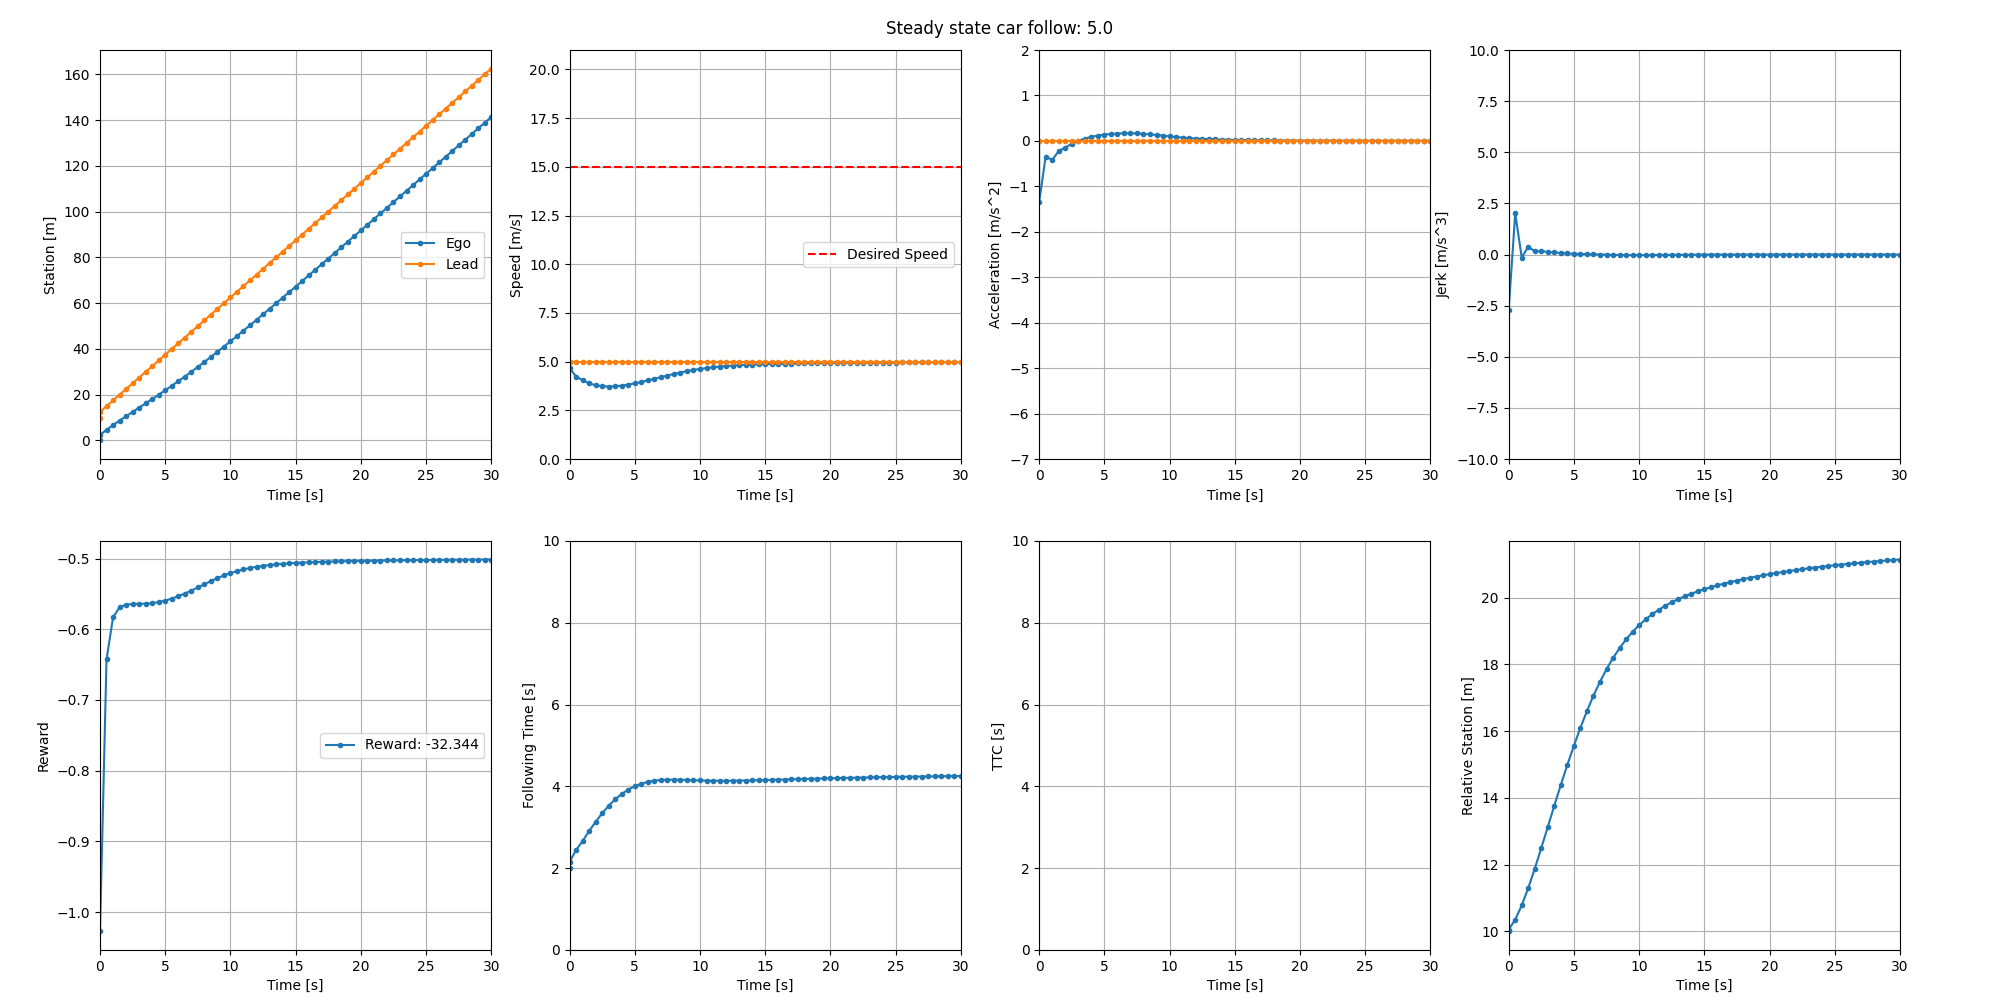 Steady state car follow: 5.0
Station [m]
160
140
120
100
80
60
40
20
0
Ego
Lead
0 5 10 15 20 25 30
Time [s]
Speed [m/s]
20.0
17.5
15.0
12.5
10.0
7.5
5.0
2.5
0.0
Desired Speed
0 5 10 15 20 25 30
Time [s]
Acceleration [m/s^2]
2
1
0
−1
−2
−3
−4
−5
−6
−7
0 5 10 15 20 25 30
Time [s]
Jerk [m/s^3]
10.0
7.5
5.0
2.5
0.0
−2.5
−5.0
−7.5
−10.0
0 5 10 15 20 25 30
Time [s]
Reward
−0.5
−0.6
−0.7
−0.8
−0.9
−1.0
Reward: -32.344
0 5 10 15 20 25 30
Time [s]
Following Time [s]
10
8
6
4
2
0
0 5 10 15 20 25 30
Time [s]
TTC [s]
10
8
6
4
2
0
0 5 10 15 20 25 30
Time [s]
Relative Station [m]
20
18
16
14
12
10
0 5 10 15 20 25 30
Time [s]